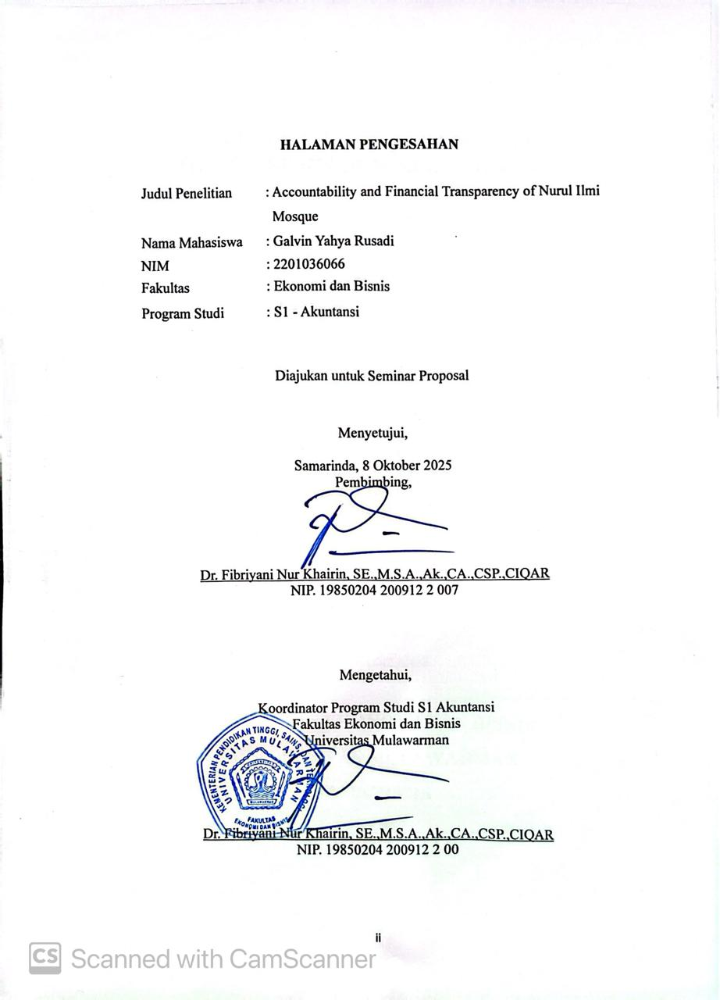 HALAMAN PENGESAHAN
Judul Penelitian : Accountability and Financial Transparency of Nurul Ilmi
Mosque
Nama Mahasiswa : Galvin Yahya Rusadi
NIM : 2201036066
Fakultas : Ekonomi dan Bisnis
Program Studi : S1 - Akuntansi
Diajukan untuk Seminar Proposal
Menyetujui,
Samarinda, 8 Oktober 2025
Pembimbing,
Dr. Fibriyani Nur Khairin, SE.,M.S.A.,Ak.,CA.,CSP.,CIQAR
NIP. 19850204 200912 2 007
Mengetahui,
Koordinator Program Studi S1 Akuntansi
Fakultas Ekonomi dan Bisnis
Universitas Mulawarman
KEMENTERIAN PENDIDIKAN TINGGI, SAINS, DAN TEKNOLOGI
UNIVERSITAS MULAWARMAN
MULAWARMAN
FAKULTAS
EKONOMI DAN BISNIS
Dr. Fibriyani Nur Khairin, SE.,M.S.A.,Ak.,CA.,CSP.,CIQAR
NIP. 19850204 200912 2 00
ii
CS Scanned with CamScanner